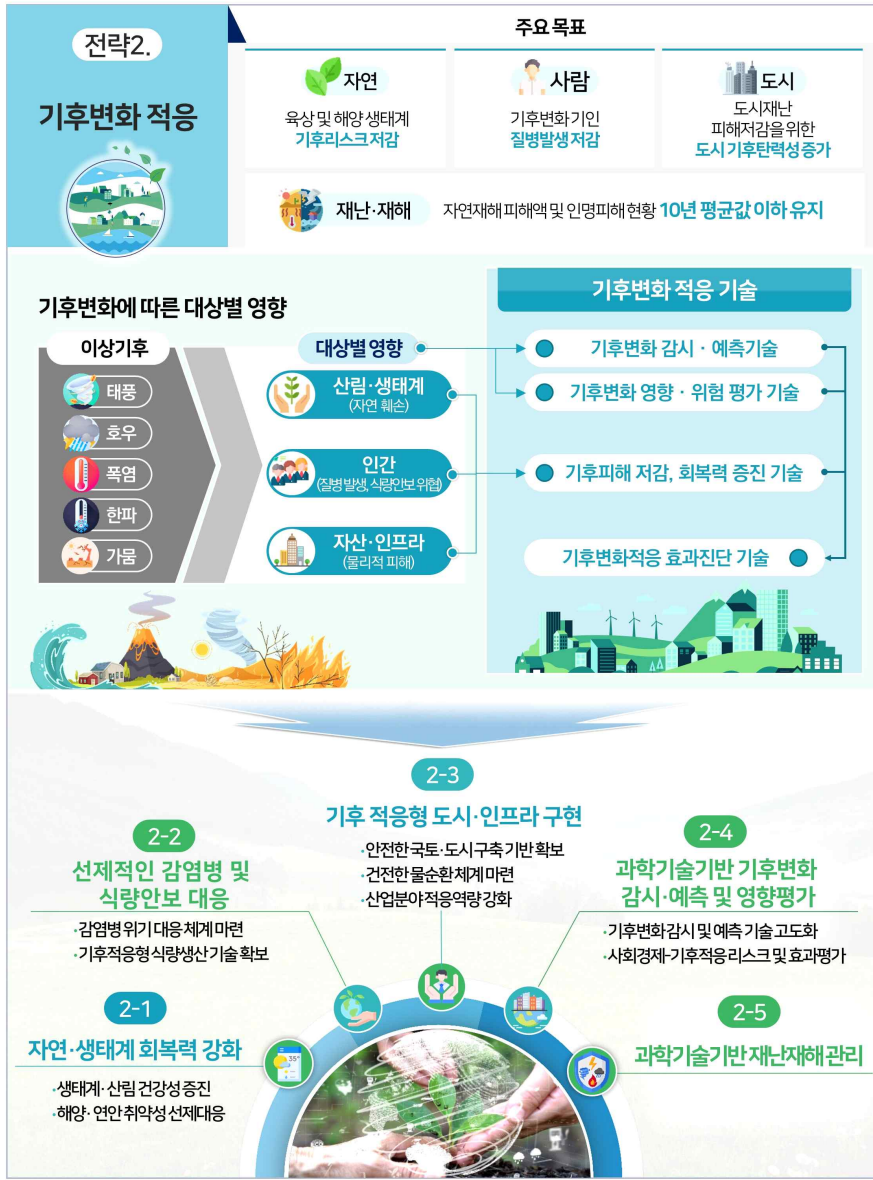 전략2.
기후변화 적응
주요 목표
자연
육상 및 해양 생태계
기후리스크 저감
사람
기후변화 기인
질병발생 저감
도시
도시재난
피해저감을 위한
도시 기후탄력성 증가
재난·재해
자연재해 피해액 및 인명피해 현황 10년 평균값 이하 유지
기후변화에 따른 대상별 영향
이상기후
태풍
호우
폭염
한파
가뭄
대상별 영향
산림·생태계
(자연 훼손)
인간
(질병 발생, 식량안보 위협)
자산·인프라
(물리적 피해)
기후변화 적응 기술
기후변화 감시·예측기술
기후변화 영향·위험 평가 기술
기후피해 저감, 회복력 증진 기술
기후변화적응 효과진단 기술
2-3
기후 적응형 도시·인프라 구현
·안전한 국토·도시 구축 기반 확보
·건전한 물순환 체계 마련
·산업분야 적응역량 강화
2-2
선제적인 감염병 및
식량안보 대응
·감염병 위기 대응 체계 마련
·기후적응형 식량생산 기술 확보
2-4
과학기술기반 기후변화
감시·예측 및 영향평가
·기후변화 감시 및 예측 기술 고도화
·사회경제-기후적응 리스크 및 효과평가
2-1
자연·생태계 회복력 강화
·생태계·산림 건강성 증진
·해양·연안 취약성 선제대응
35°
2-5
과학기술기반 재난재해 관리